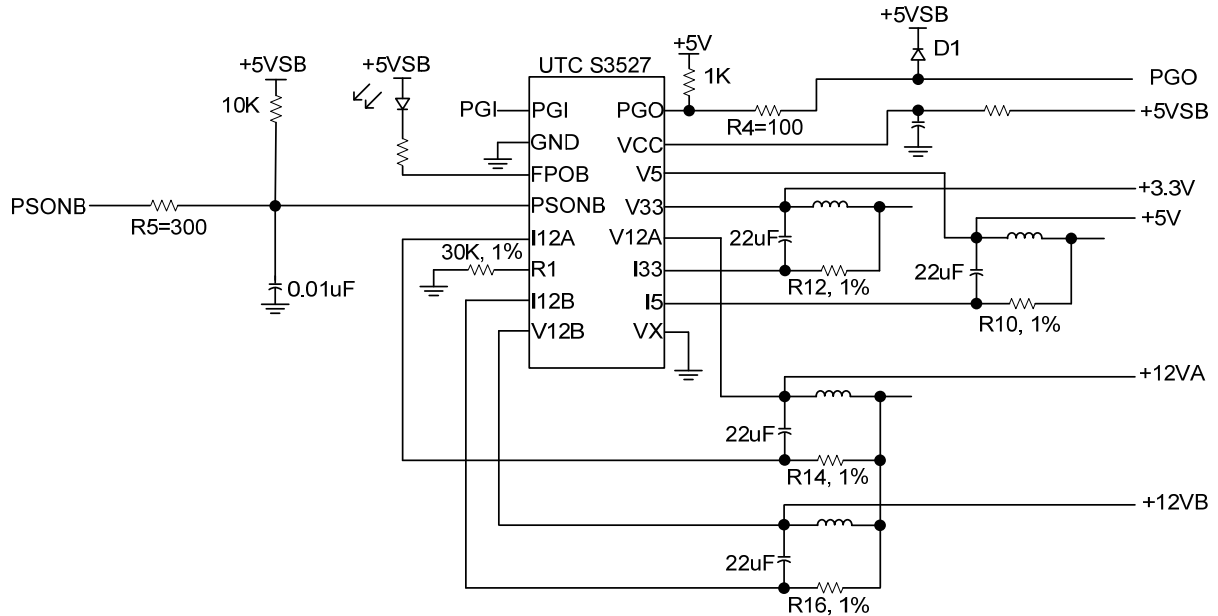 +5VSB
D1
PGO
+5VSB
+5VSB
10K
UTC S3527
+5V
1K
R4=100
+5VSB
PGI
PGI
GND
FPOB
PSONB
I12A
R1
I12B
V12B
PGO
VCC
V5
V33
V12A
I33
I5
VX
PSONB
R5=300
0.01uF
30K, 1%
+3.3V
22uF
R12, 1%
+5V
22uF
R10, 1%
+12VA
22uF
R14, 1%
+12VB
22uF
R16, 1%